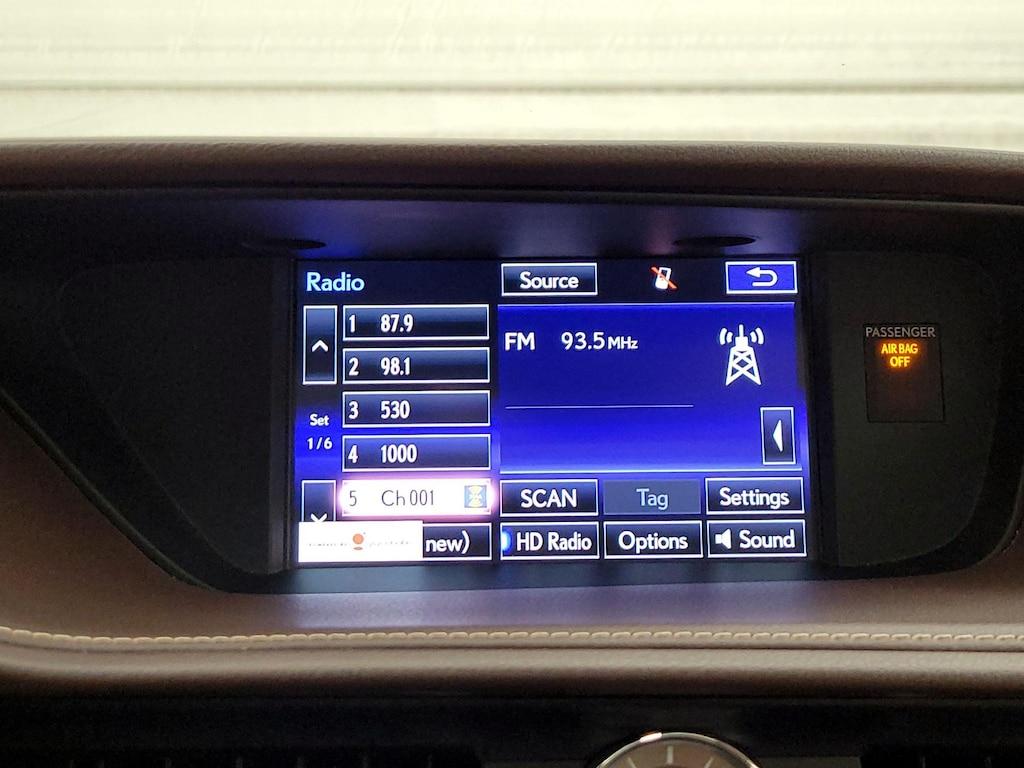 Radio
Source
1 87.9
2 98.1
3 530
4 1000
5 Ch 001
new)
Set
1/6
FM 93.5 MHz
SCAN
Tag
Settings
HD Radio
Options
Sound
PASSENGER
AIR BAG
OFF